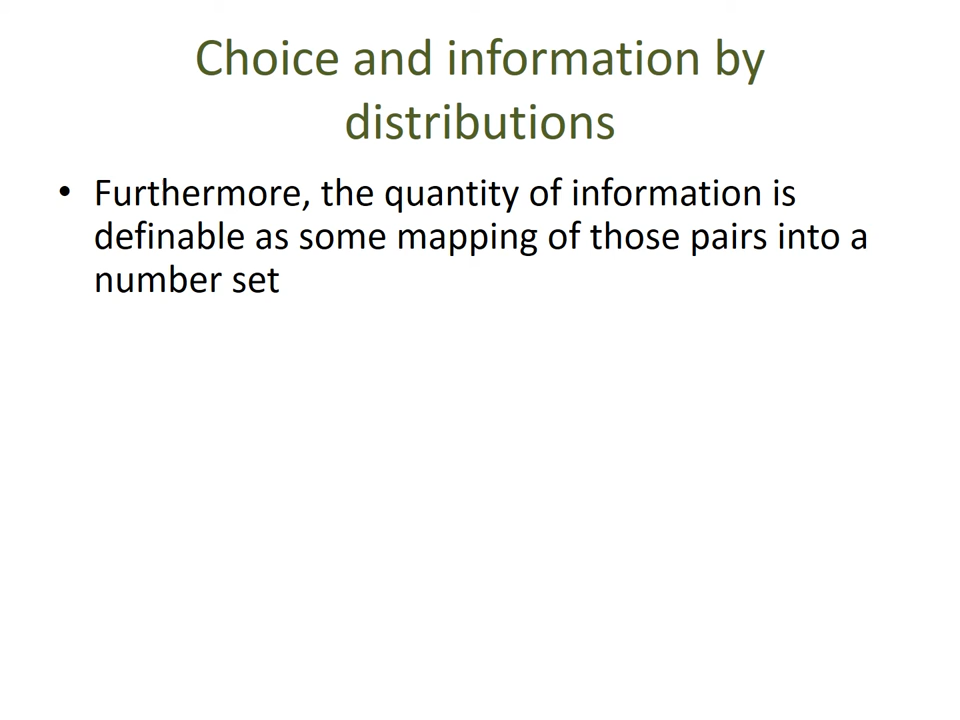 Choice and information by
distributions
• Furthermore, the quantity of information is
definable as some mapping of those pairs into a
number set